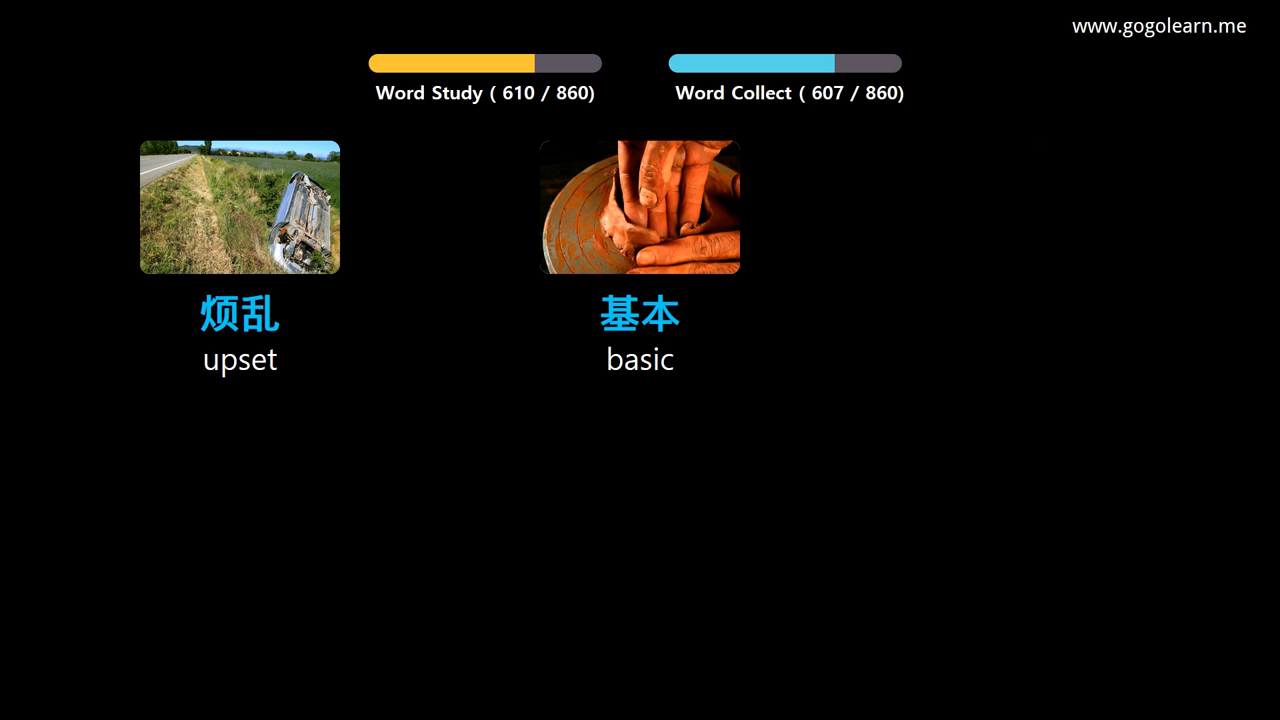 www.gogolearn.me
Word Study ( 610 / 860)
Word Collect ( 607 / 860)
烦乱
upset
基本
basic